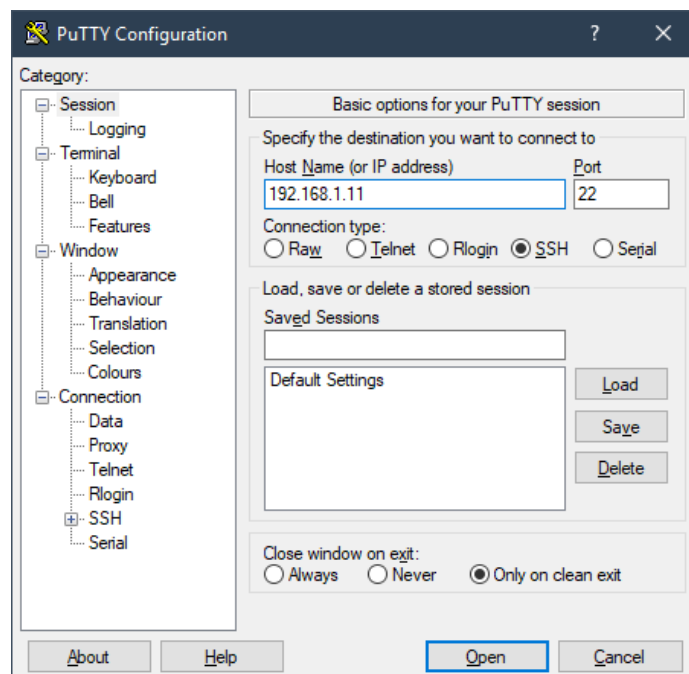 PuTTY Configuration ? ×
Category:
Session
Logging
Terminal
Keyboard
Bell
Features
Window
Appearance
Behaviour
Translation
Selection
Colours
Connection
Data
Proxy
Telnet
Rlogin
SSH
Serial
Basic options for your PuTTY session
Specify the destination you want to connect to
Host Name (or IP address) Port
192.168.1.11 22
Connection type:
Raw Telnet Rlogin SSH Serial
Load, save or delete a stored session
Saved Sessions
Default Settings
Load
Save
Delete
Close window on exit:
Always Never Only on clean exit
About Help Open Cancel